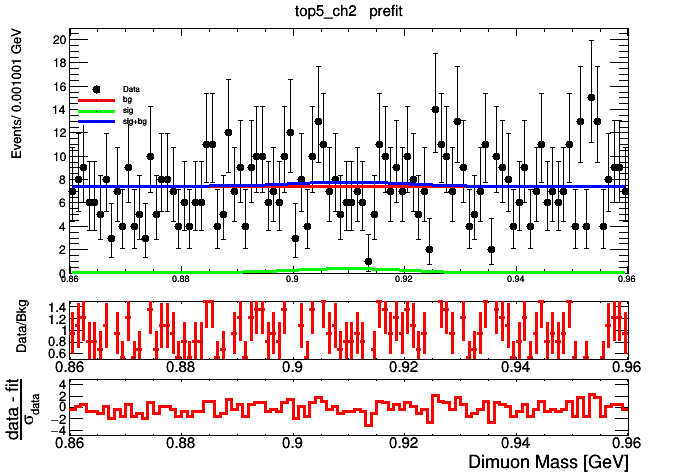 top5_ch2 prefit
Events/ 0.001001 GeV
20
18
16
14
12
10
8
6
4
2
0
Data
bg
sig
sig+bg
0.86 0.88 0.9 0.92 0.94 0.96
Data/Bkg
1.4
1.2
1
0.8
0.6
0.86 0.88 0.9 0.92 0.94 0.96
data - fit
σdata
4
2
0
−2
−4
0.86 0.88 0.9 0.92 0.94 0.96
Dimuon Mass [GeV]